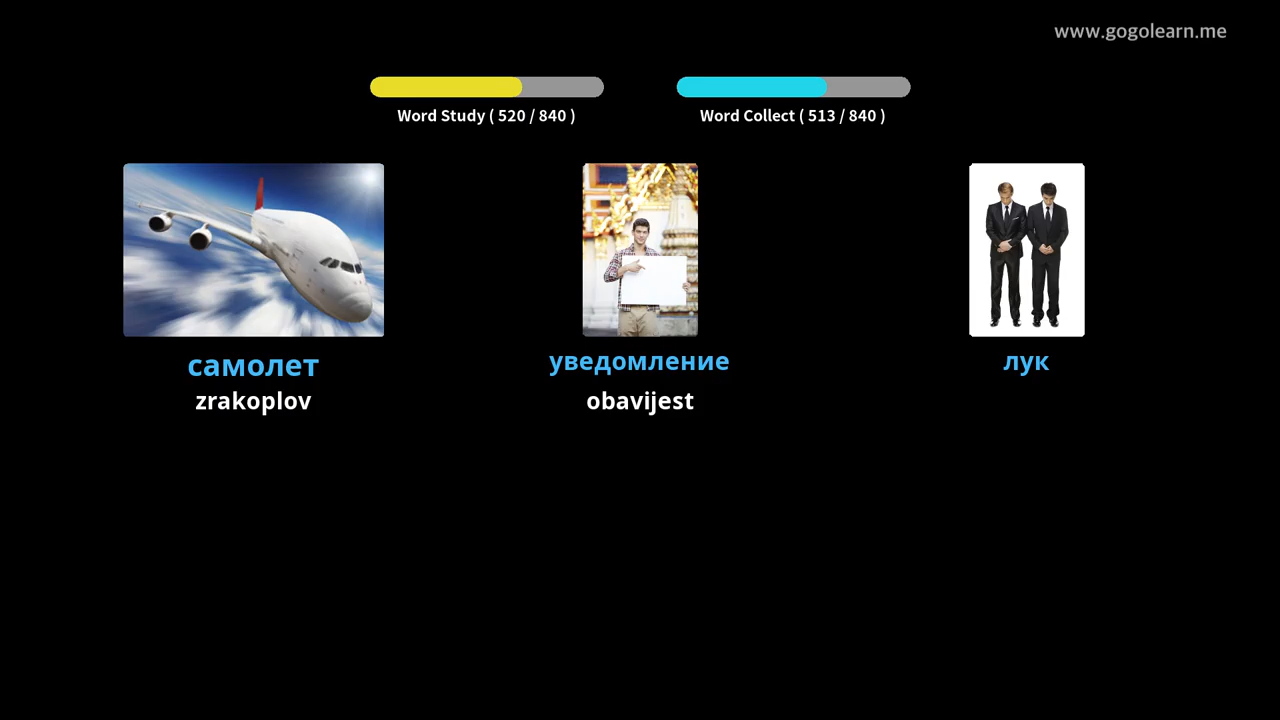 www.gogolearn.me
Word Study ( 520 / 840 )
Word Collect ( 513 / 840 )
самолет
zrakoplov
уведомление
obavijest
лук